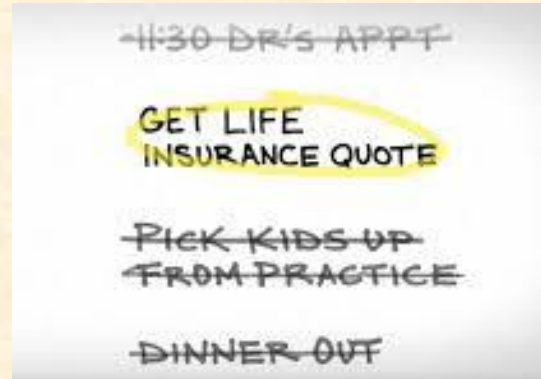 11:30 DR'S APPT
GET LIFE
INSURANCE QUOTE
PICK KIDS UP
FROM PRACTICE
DINNER OUT